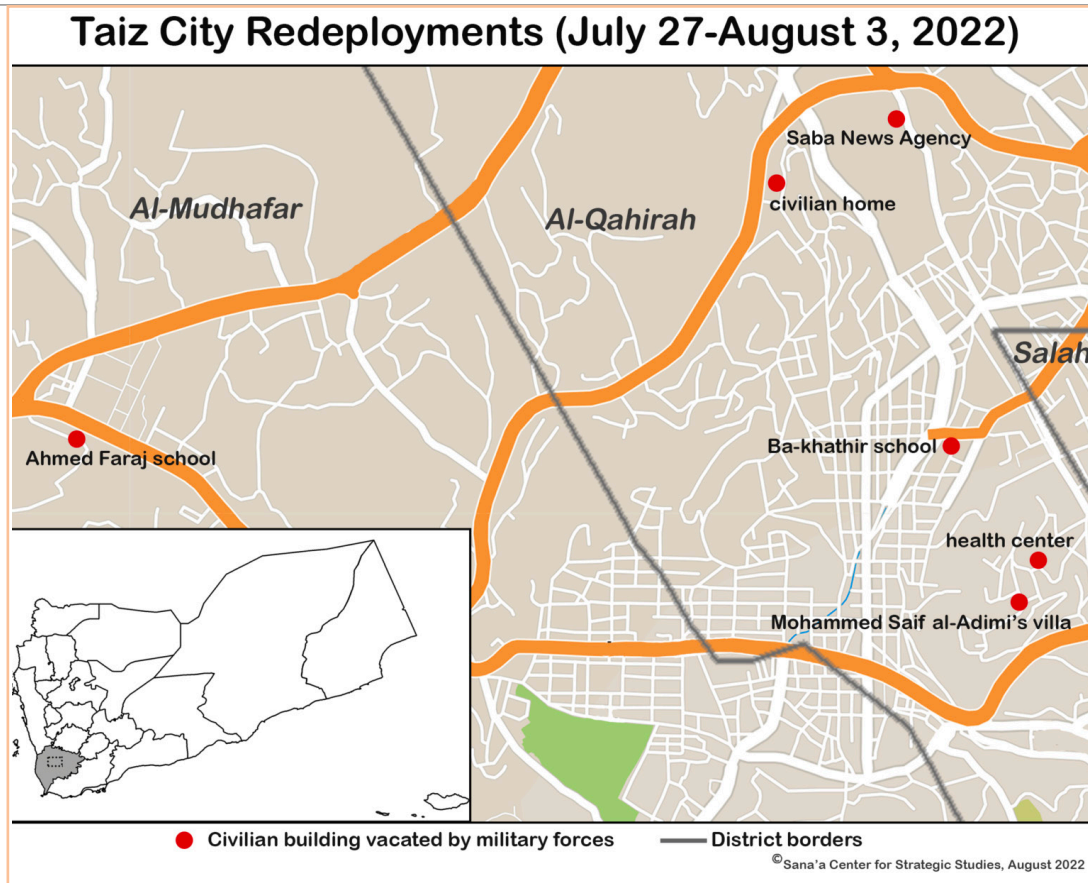 Taiz City Redeployments (July 27-August 3, 2022)
Saba News Agency
civilian home
Al-Mudhafar
Al-Qahirah
Salah
Ba-khathir school
Ahmed Faraj school
health center
Mohammed Saif al-Adimi's villa
Civilian building vacated by military forces
District borders
©Sana'a Center for Strategic Studies, August 2022